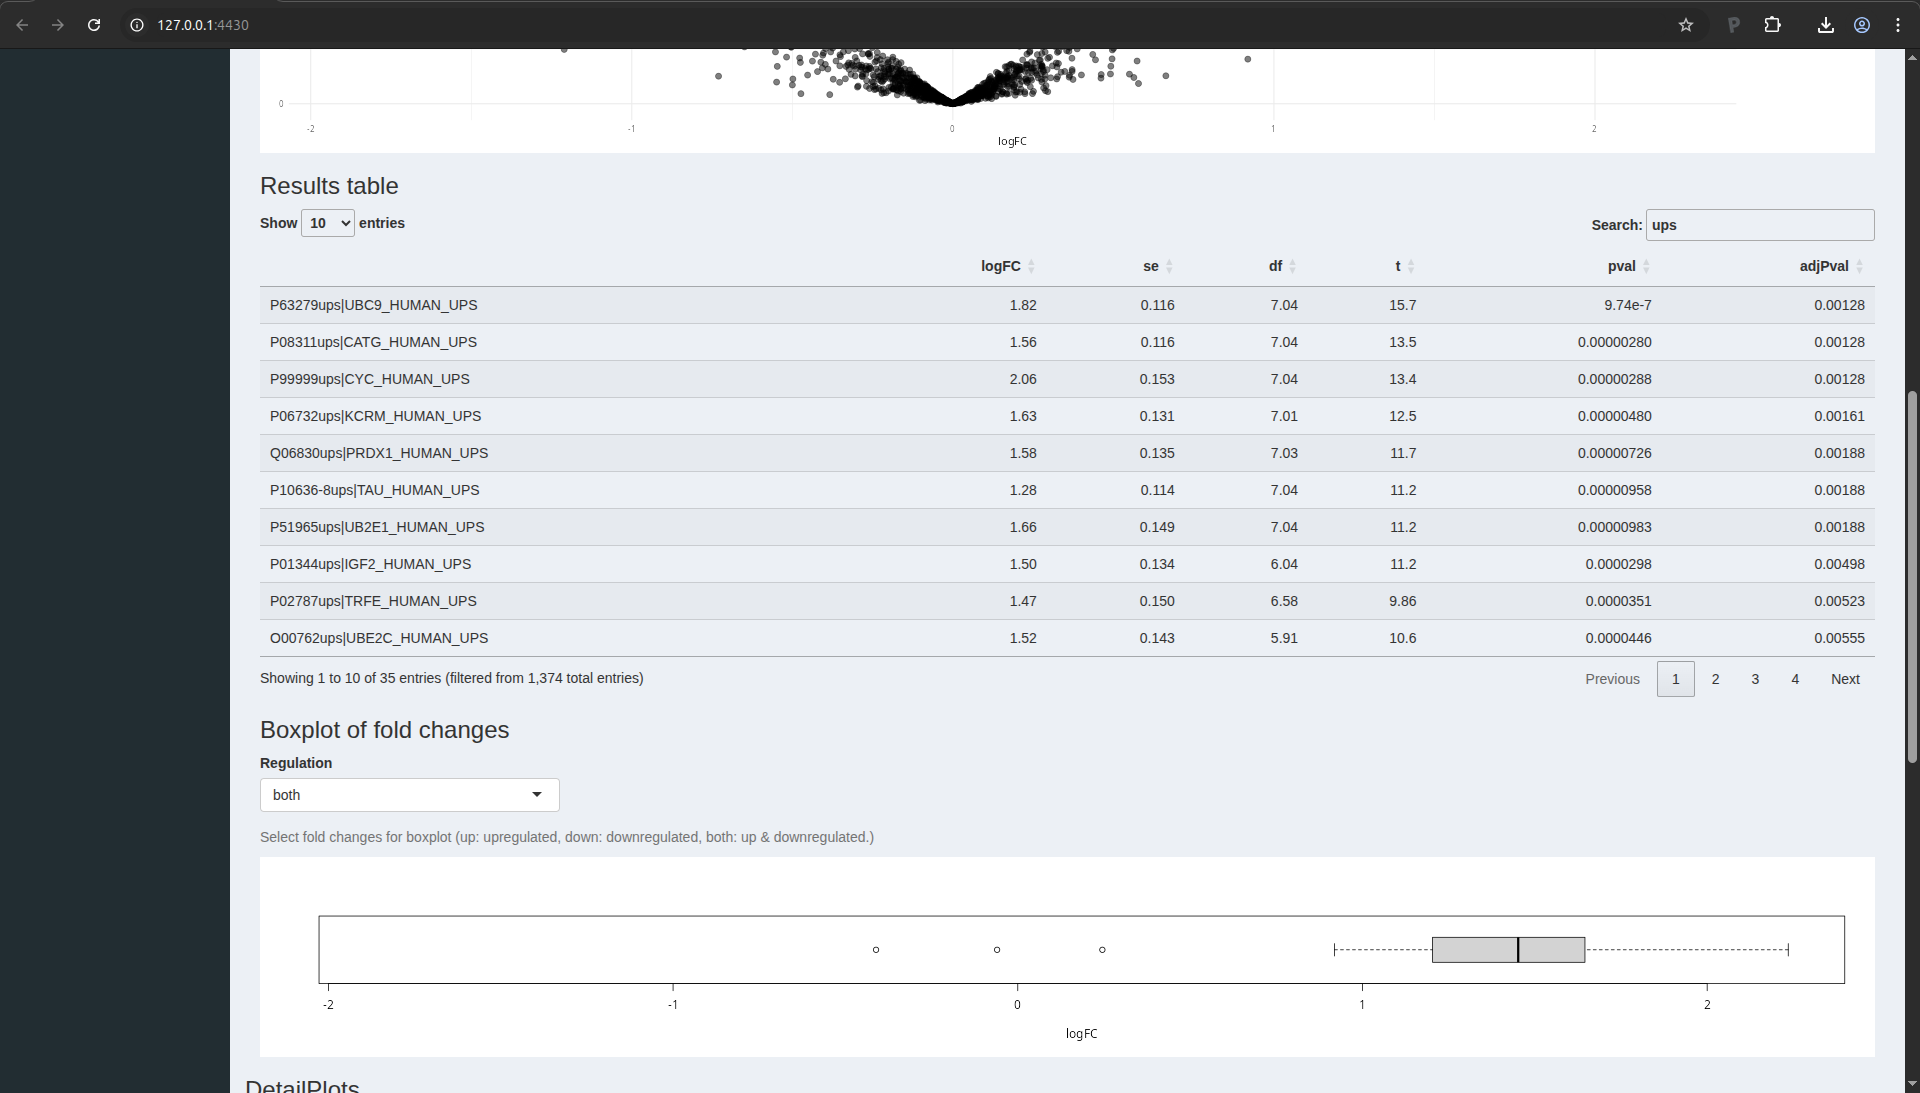 127.0.0.1:4430
0
-2 -1 0 1 2
logFC
Results table
Show 10 entries
Search: ups
logFC se df t pval adjPval
P63279ups|UBC9_HUMAN_UPS 1.82 0.116 7.04 15.7 9.74e-7 0.00128
P08311ups|CATG_HUMAN_UPS 1.56 0.116 7.04 13.5 0.00000280 0.00128
P99999ups|CYC_HUMAN_UPS 2.06 0.153 7.04 13.4 0.00000288 0.00128
P06732ups|KCRM_HUMAN_UPS 1.63 0.131 7.01 12.5 0.00000480 0.00161
Q06830ups|PRDX1_HUMAN_UPS 1.58 0.135 7.03 11.7 0.00000726 0.00188
P10636-8ups|TAU_HUMAN_UPS 1.28 0.114 7.04 11.2 0.00000958 0.00188
P51965ups|UB2E1_HUMAN_UPS 1.66 0.149 7.04 11.2 0.00000983 0.00188
P01344ups|IGF2_HUMAN_UPS 1.50 0.134 6.04 11.2 0.0000298 0.00498
P02787ups|TRFE_HUMAN_UPS 1.47 0.150 6.58 9.86 0.0000351 0.00523
O00762ups|UBE2C_HUMAN_UPS 1.52 0.143 5.91 10.6 0.0000446 0.00555
Showing 1 to 10 of 35 entries (filtered from 1,374 total entries)
Previous 1 2 3 4 Next
Boxplot of fold changes
Regulation
both
Select fold changes for boxplot (up: upregulated, down: downregulated, both: up & downregulated.)
-2 -1 0 1 2
logFC
DetailPlots